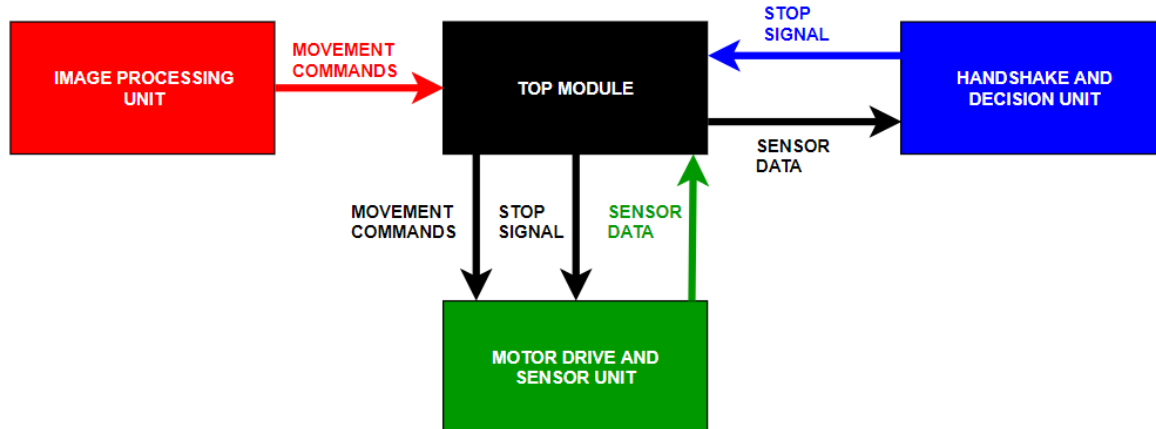 STOP
SIGNAL
MOVEMENT
COMMANDS
IMAGE PROCESSING
UNIT
TOP MODULE
HANDSHAKE AND
DECISION UNIT
SENSOR
DATA
MOVEMENT
COMMANDS
STOP
SIGNAL
SENSOR
DATA
MOTOR DRIVE AND
SENSOR UNIT